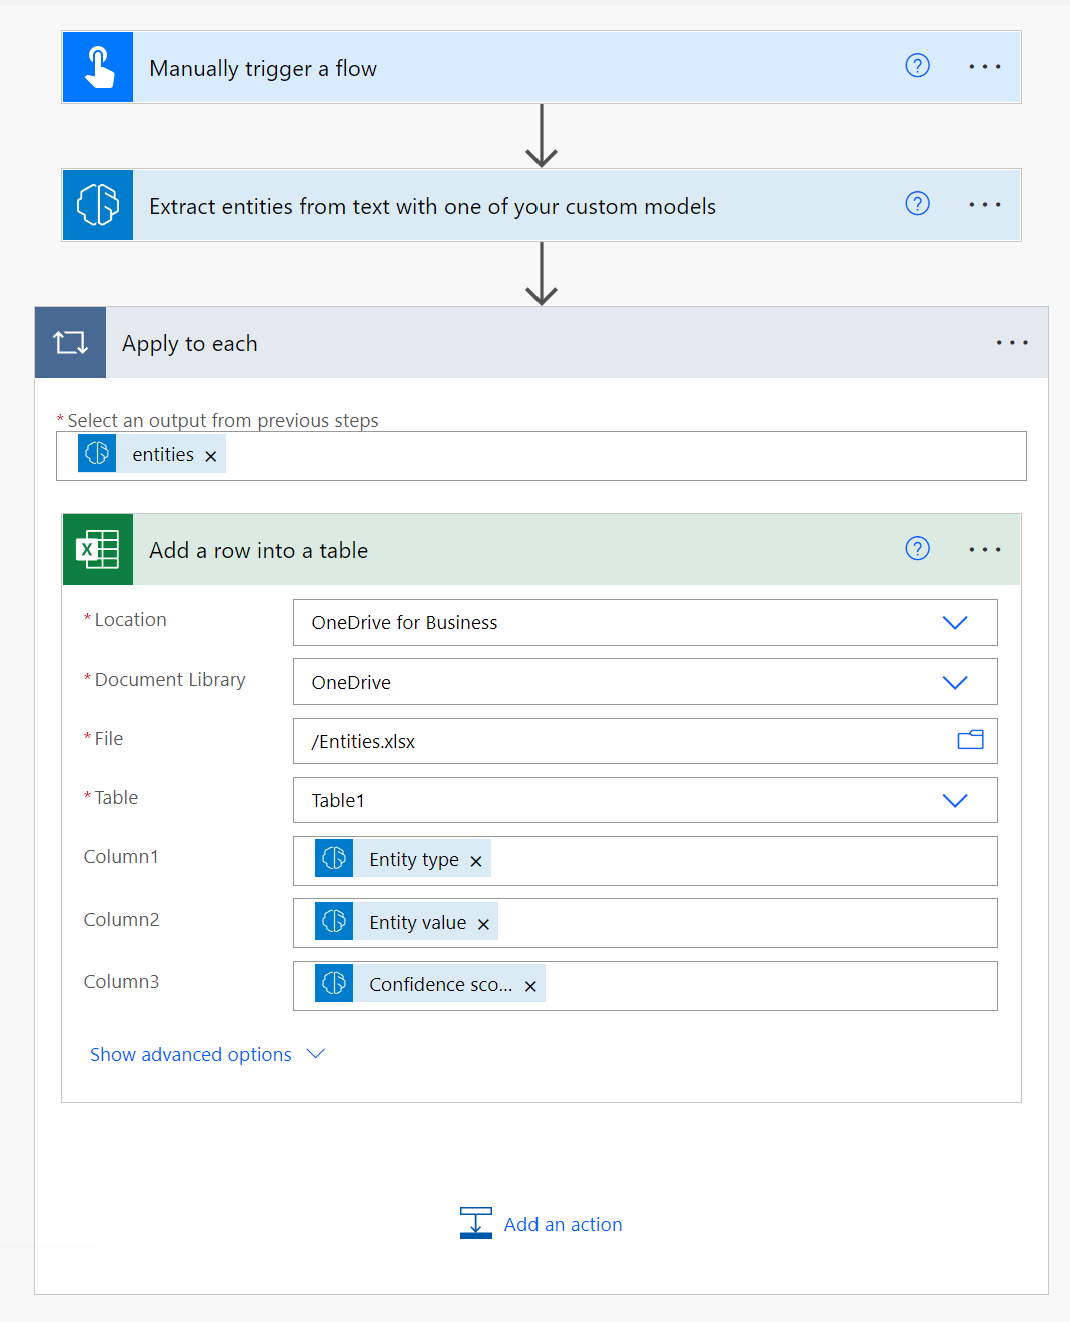 Manually trigger a flow
Extract entities from text with one of your custom models
Apply to each
* Select an output from previous steps
entities ×
Add a row into a table
* Location OneDrive for Business
* Document Library OneDrive
* File /Entities.xlsx
* Table Table1
Column1 Entity type ×
Column2 Entity value ×
Column3 Confidence sco... ×
Show advanced options
Add an action